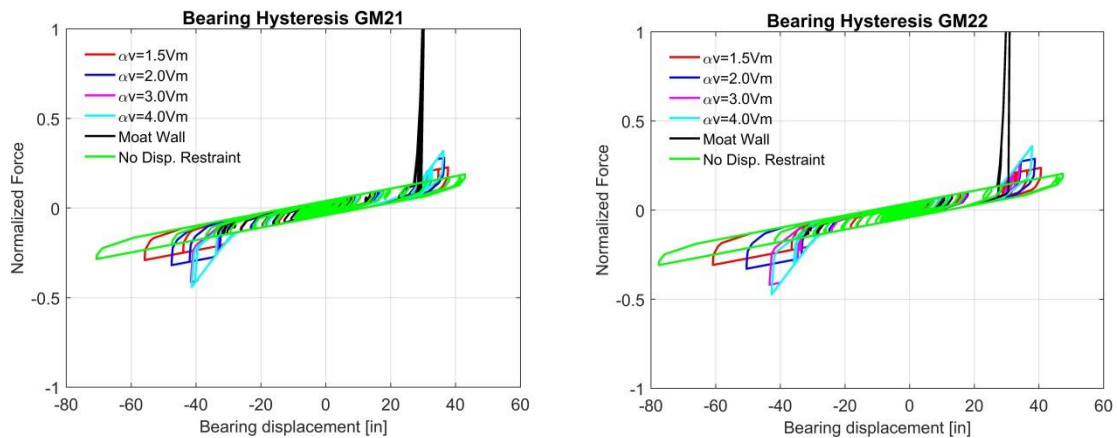 Bearing Hysteresis GM21
Normalized Force
1
0.5
0
-0.5
-1
αv=1.5Vm
αv=2.0Vm
αv=3.0Vm
αv=4.0Vm
Moat Wall
No Disp. Restraint
-80 -60 -40 -20 0 20 40 60
Bearing displacement [in]
Bearing Hysteresis GM22
Normalized Force
1
0.5
0
-0.5
-1
αv=1.5Vm
αv=2.0Vm
αv=3.0Vm
αv=4.0Vm
Moat Wall
No Disp. Restraint
-80 -60 -40 -20 0 20 40 60
Bearing displacement [in]